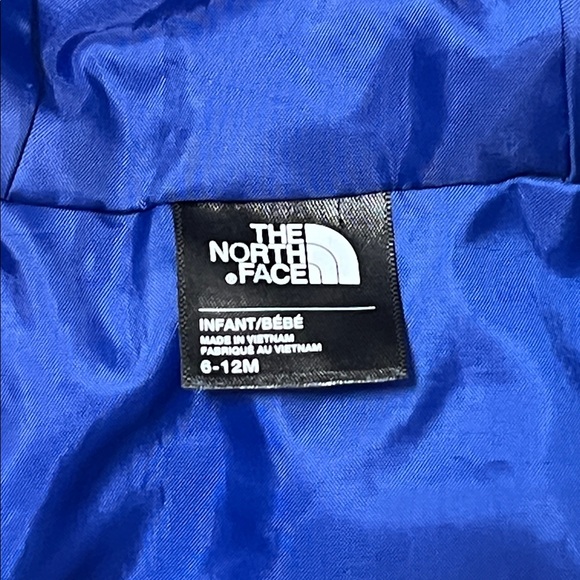 THE
NORTH
FACE
INFANT/BÉBÉ
MADE IN VIETNAM
FABRIQUÉ AU VIETNAM
6-12M